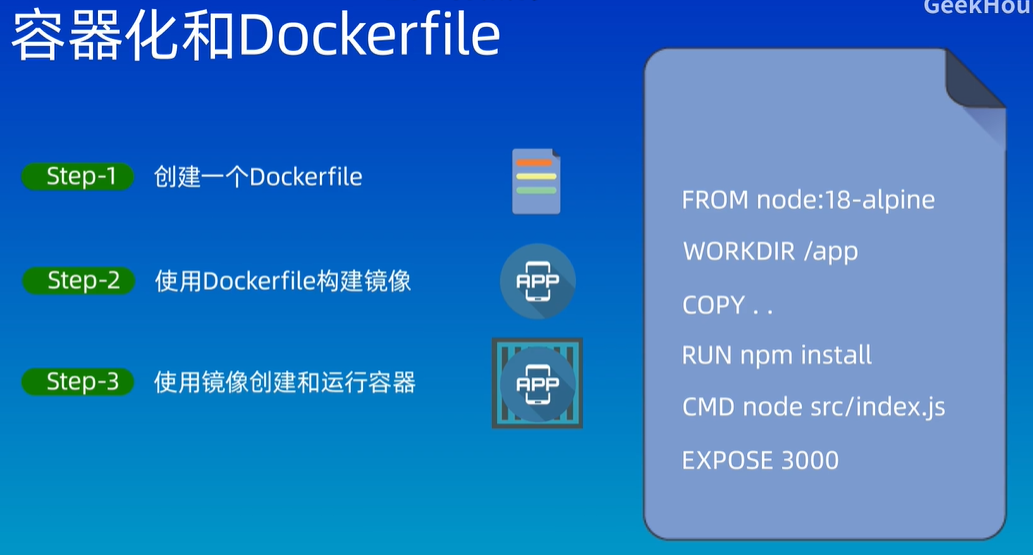 GeekHou
容器化和Dockerfile
Step-1 创建一个Dockerfile
Step-2 使用Dockerfile构建镜像
APP
Step-3 使用镜像创建和运行容器
APP
FROM node:18-alpine
WORKDIR /app
COPY . .
RUN npm install
CMD node src/index.js
EXPOSE 3000